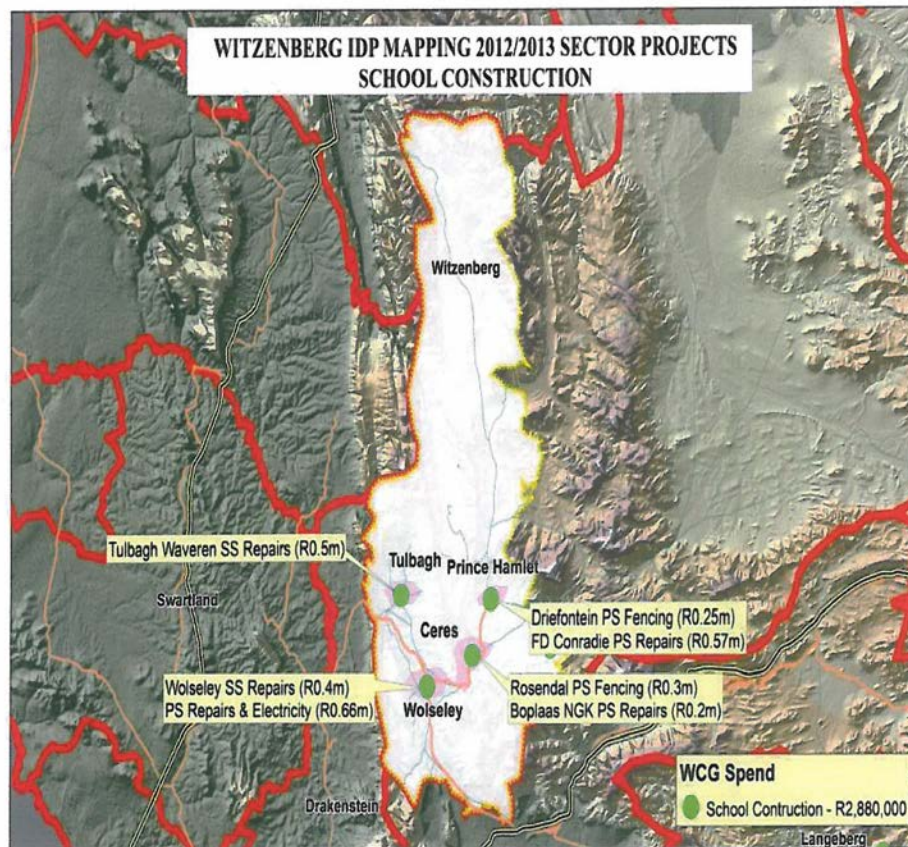 WITZENBERG IDP MAPPING 2012/2013 SECTOR PROJECTS
SCHOOL CONSTRUCTION
Witzenberg
Tulbagh Waveren SS Repairs (R0.5m)
Tulbagh
Prince Hamlet
Swartland
Driefontein PS Fencing (R0.25m)
FD Conradie PS Repairs (R0.57m)
Ceres
Wolseley SS Repairs (R0.4m)
PS Repairs & Electricity (R0.66m)
Wolseley
Rosendal PS Fencing (R0.3m)
Boplaas NGK PS Repairs (R0.2m)
Drakenstein
WCG Spend
School Contruction - R2,880,000
Langeberg